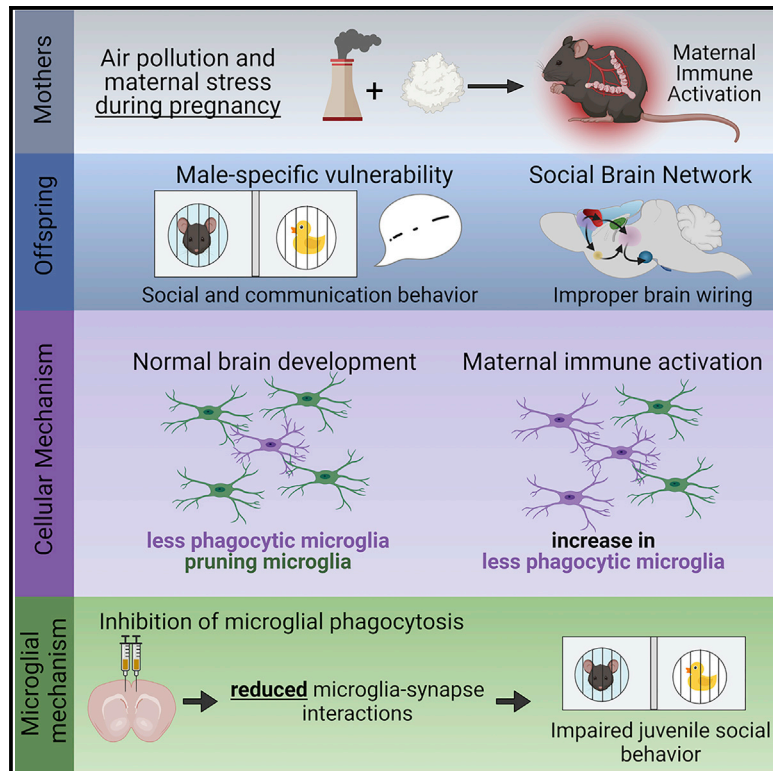 Mothers
Air pollution and
maternal stress
during pregnancy
+
Maternal
Immune
Activation
Offspring
Male-specific vulnerability
Social and communication behavior
Social Brain Network
Improper brain wiring
Cellular Mechanism
Normal brain development
less phagocytic microglia
pruning microglia
Maternal immune activation
increase in
less phagocytic microglia
Microglial
mechanism
Inhibition of microglial phagocytosis
reduced microglia-synapse
interactions
Impaired juvenile social
behavior